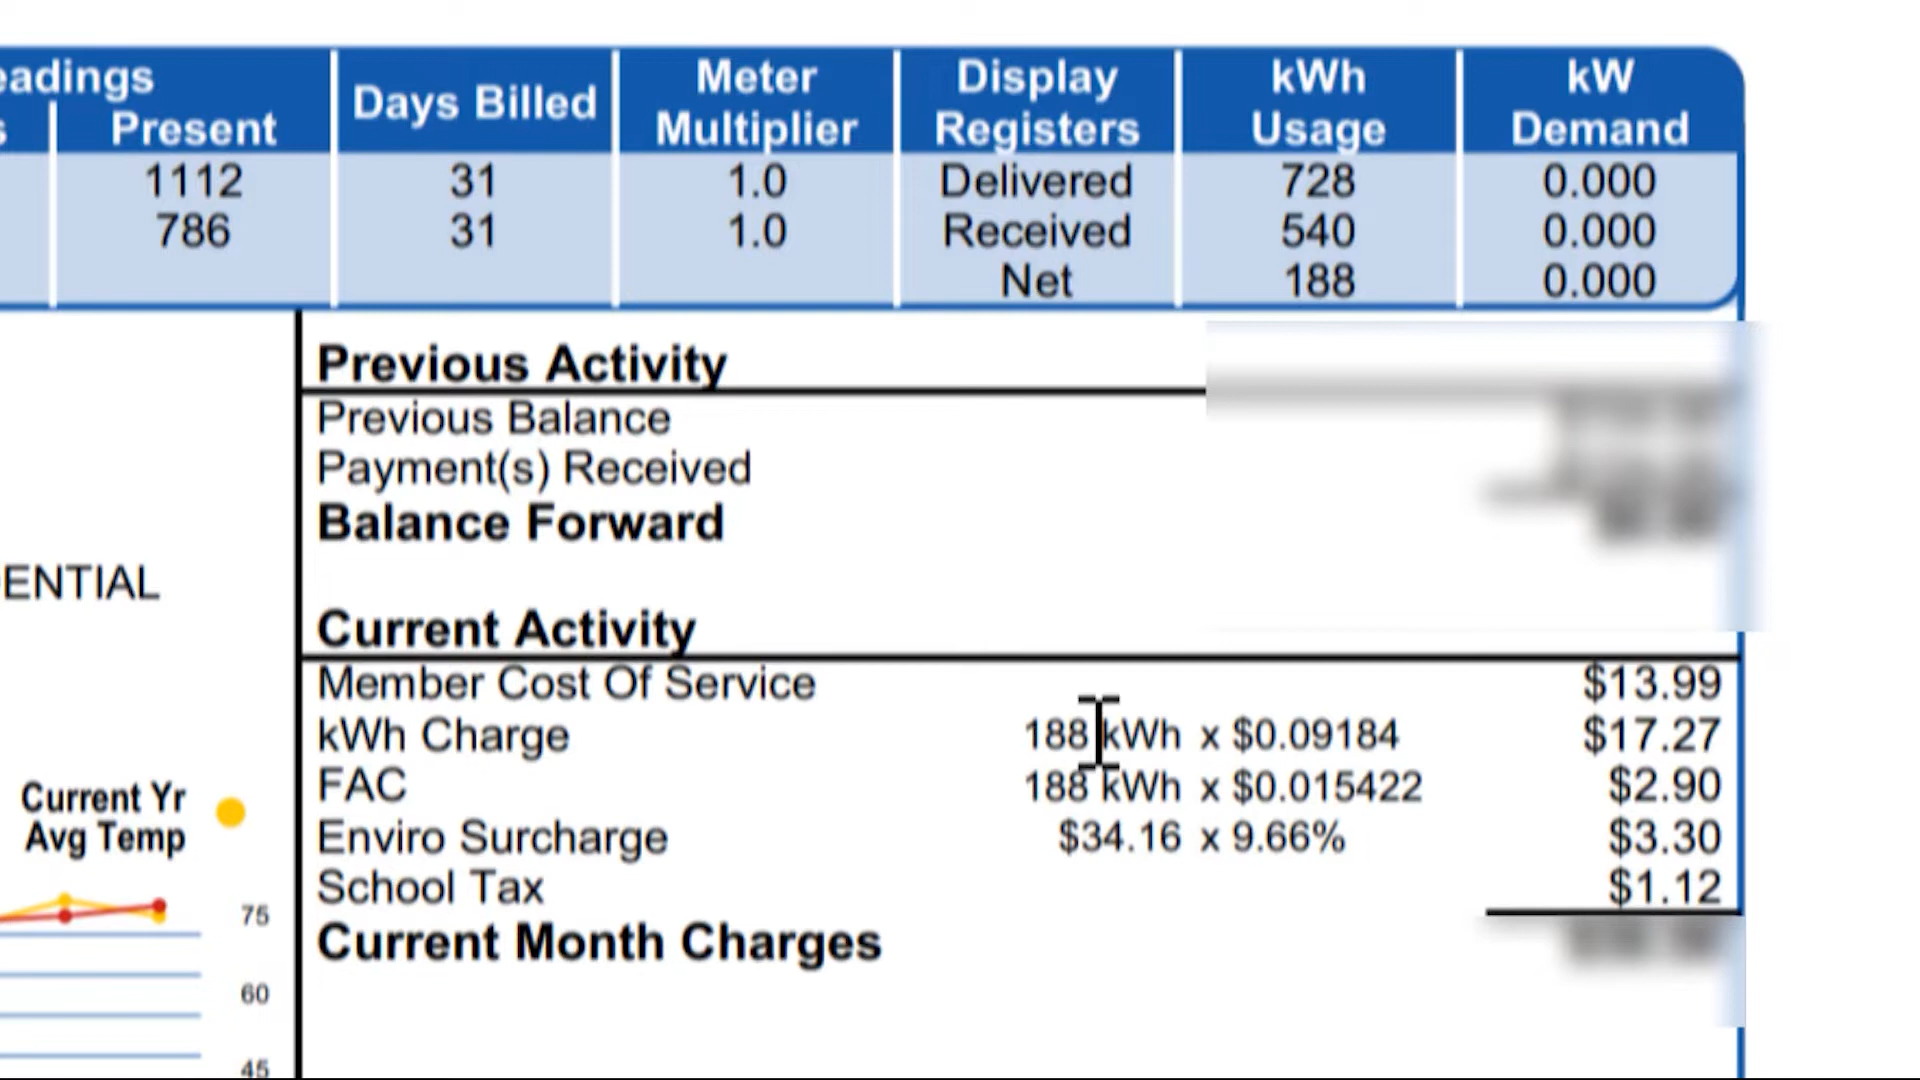 eadings
s Present Days Billed Meter Multiplier Display Registers kWh Usage kW Demand
1112 31 1.0 Delivered 728 0.000
786 31 1.0 Received 540 0.000
Net 188 0.000
Previous Activity
Previous Balance
Payment(s) Received
Balance Forward
ENTIAL
Current Activity
Member Cost Of Service $13.99
kWh Charge 188 kWh x $0.09184 $17.27
FAC 188 kWh x $0.015422 $2.90
Enviro Surcharge $34.16 x 9.66% $3.30
School Tax $1.12
Current Month Charges
Current Yr
Avg Temp
75
60
45